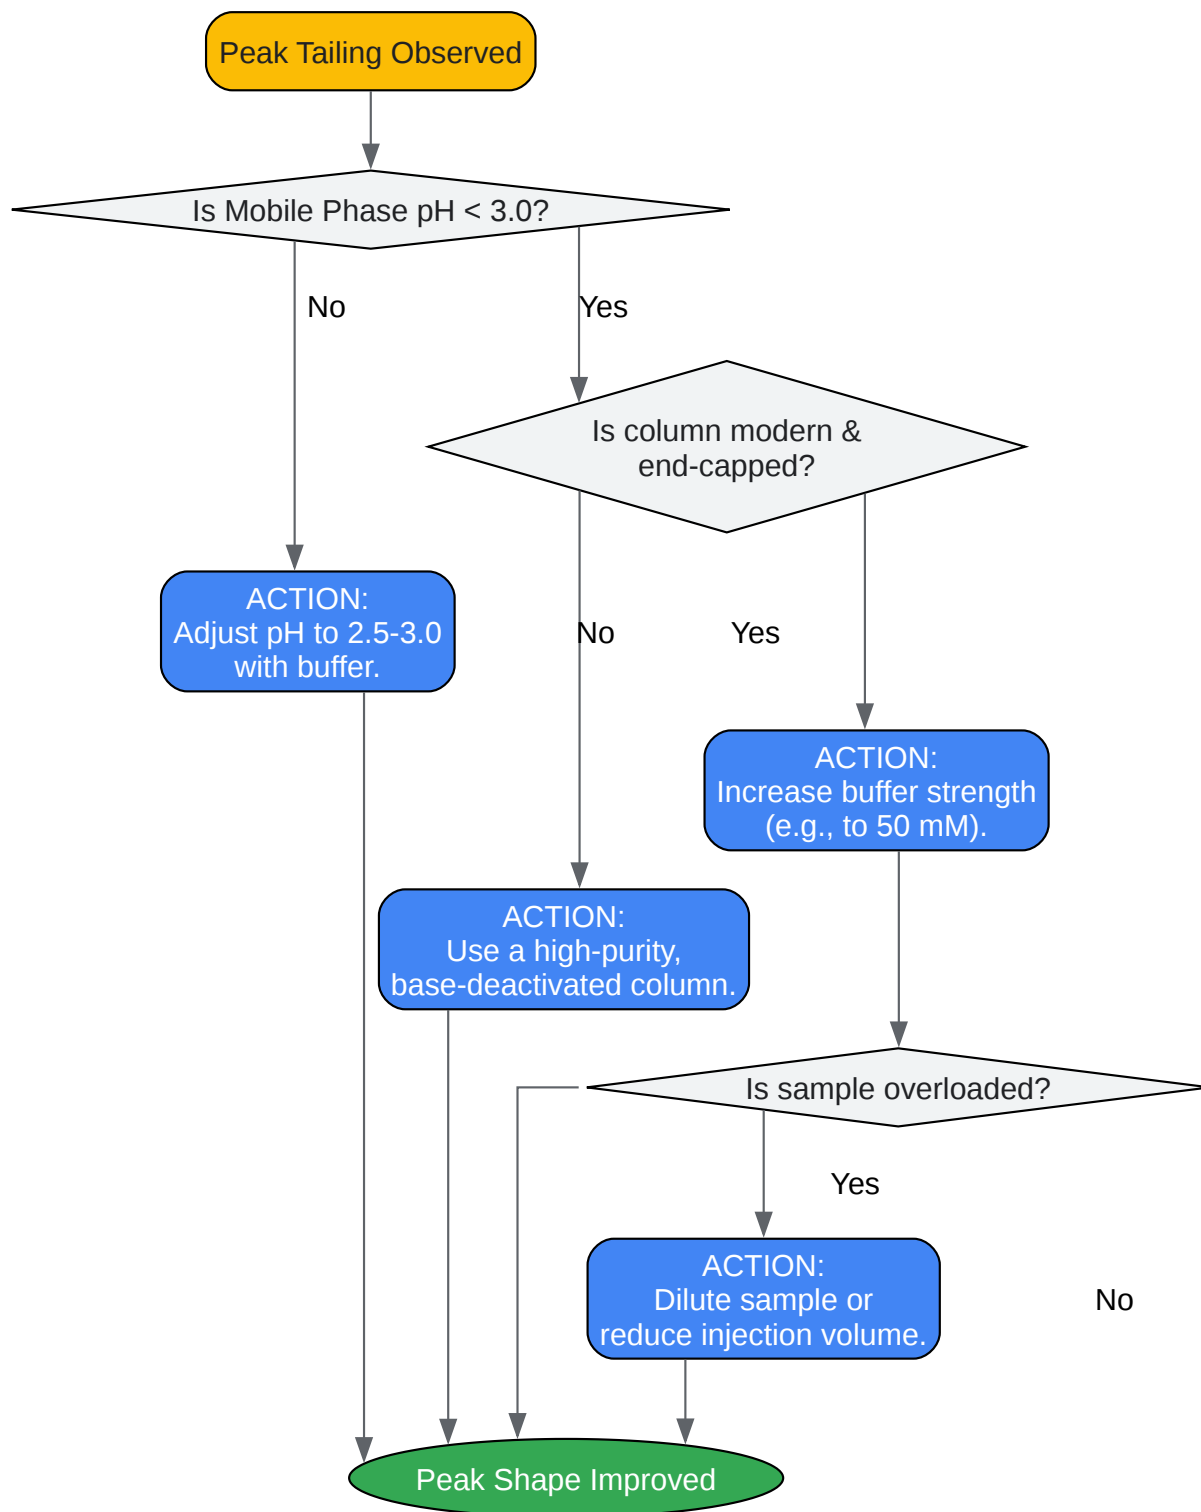 Peak Tailing Observed
Is Mobile Phase pH < 3.0?
No
Yes
Is column modern &
end-capped?
ACTION:
Adjust pH to 2.5-3.0
with buffer.
No
Yes
ACTION:
Increase buffer strength
(e.g., to 50 mM).
ACTION:
Use a high-purity,
base-deactivated column.
Is sample overloaded?
Yes
ACTION:
Dilute sample or
reduce injection volume.
No
Peak Shape Improved